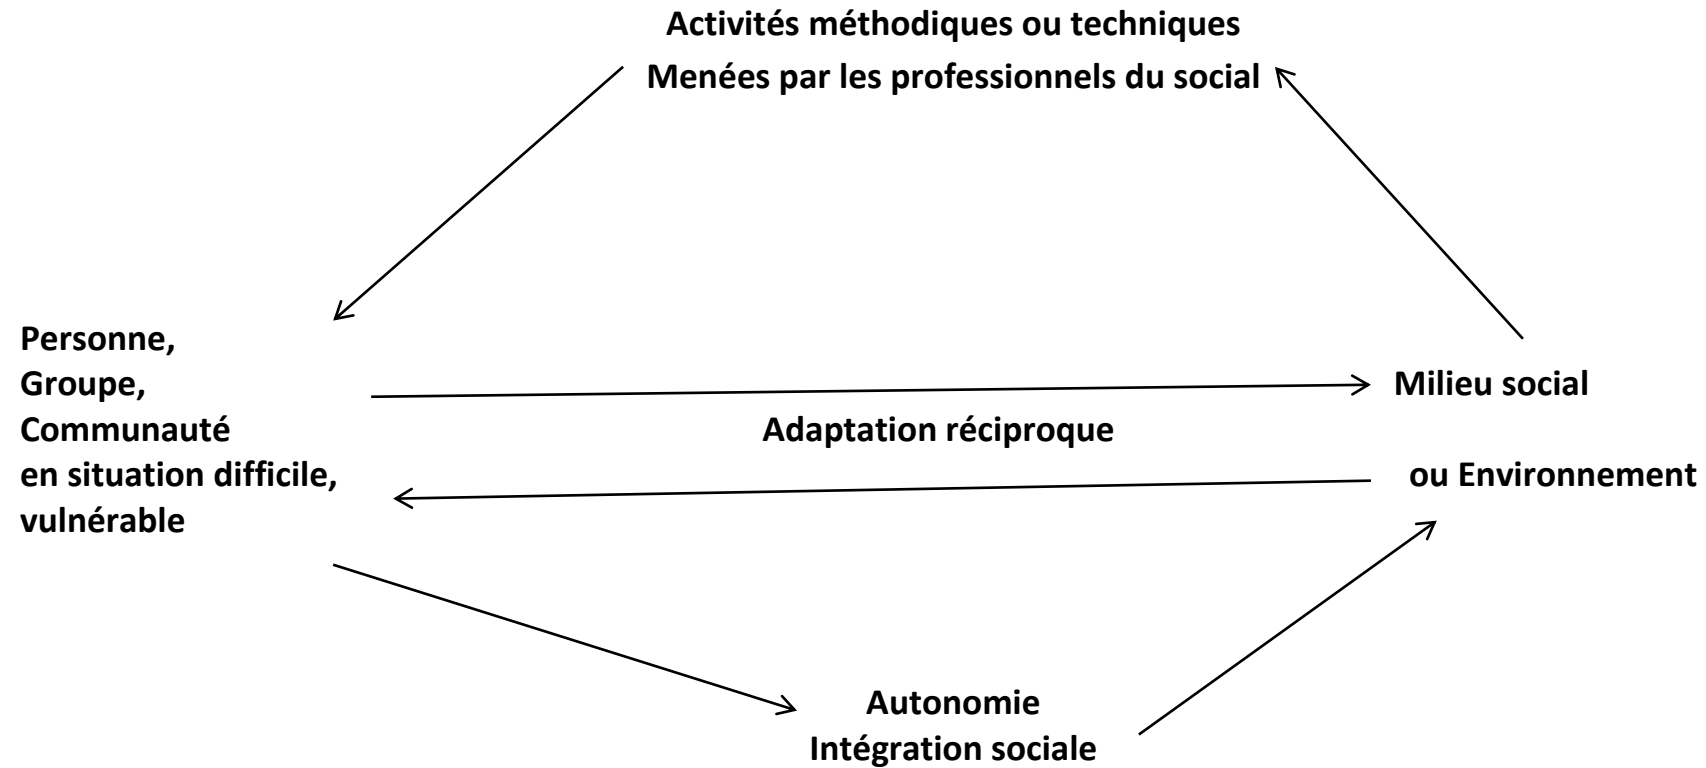 Activités méthodiques ou techniques
Menées par les professionnels du social
Personne,
Groupe,
Communauté
en situation difficile,
vulnérable
Adaptation réciproque
Milieu social
ou Environnement
Autonomie
Intégration sociale